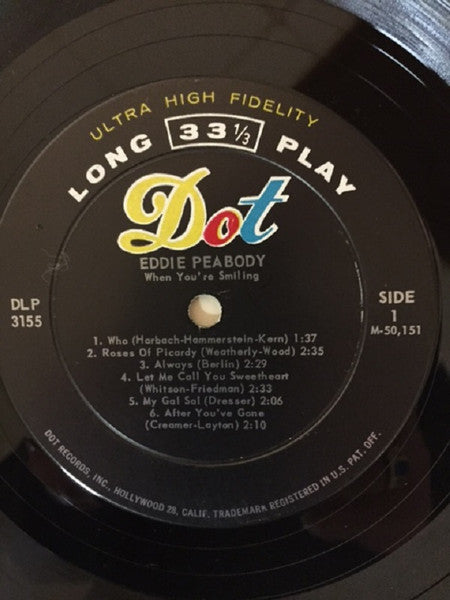 ULTRA HIGH FIDELITY
LONG 33 1/3 PLAY
Dot
EDDIE PEABODY
When You're Smiling
DLP
3155
SIDE
1
M-50,151
1. Who (Harbach-Hammerstein-Kern) 1:37
2. Roses Of Picardy (Weatherly-Wood) 2:35
3. Always (Berlin) 2:29
4. Let Me Call You Sweetheart
(Whitson-Friedman) 2:33
5. My Gal Sal (Dresser) 2:06
6. After You've Gone
(Creamer-Layton) 2:10
DOT RECORDS, INC., HOLLYWOOD 28, CALIF. TRADEMARK REGISTERED IN U.S. PAT. OFF.